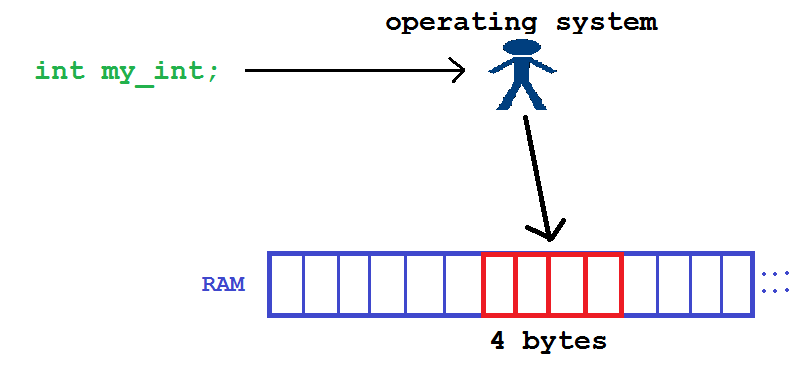 operating system
int my_int;
RAM
4 bytes